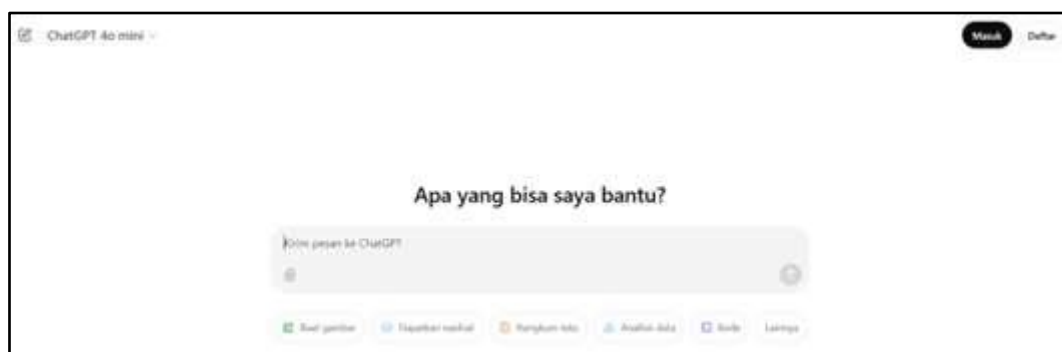 ChatGPT 4o mini
Masuk Daftar
Apa yang bisa saya bantu?
Kirim pesan ke ChatGPT
Buat gambar Dapatkan nasihat Rangkum teks Analisis data Kode Lainnya